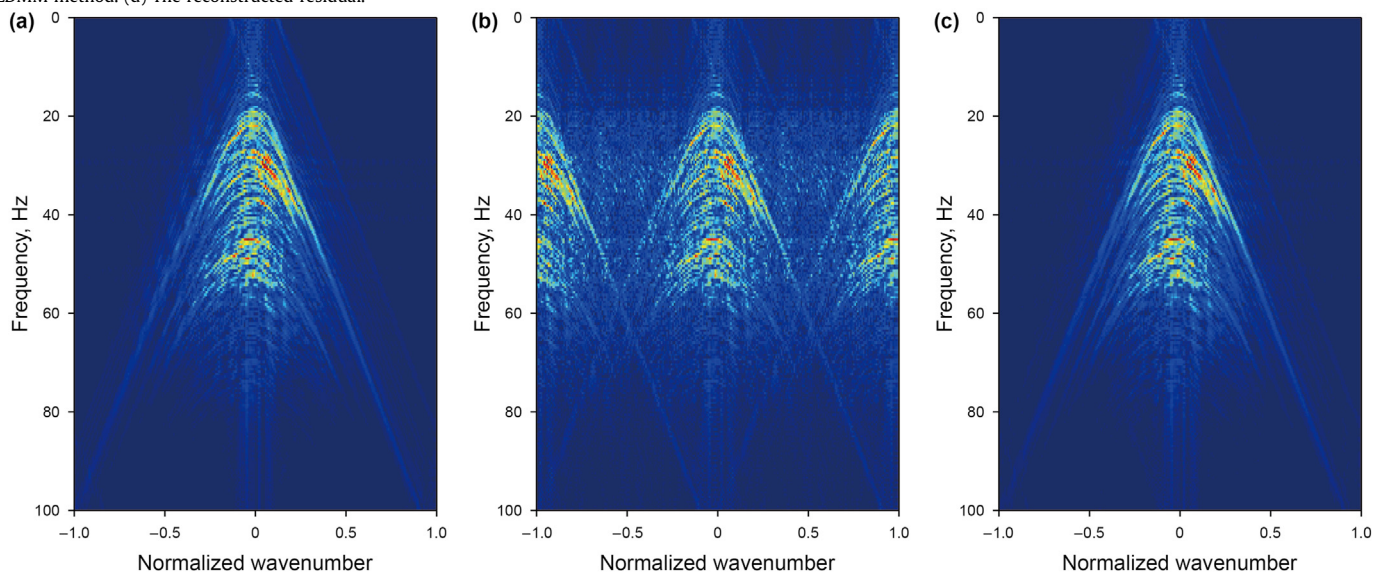 LDMM method. (d) The reconstructed residual.
(a) (b) (c)
0 0 0
20 20 20
40 40 40
60 60 60
80 80 80
100 100 100
Frequency, Hz Frequency, Hz Frequency, Hz
−1.0 −0.5 0 0.5 1.0 −1.0 −0.5 0 0.5 1.0 −1.0 −0.5 0 0.5 1.0
Normalized wavenumber Normalized wavenumber Normalized wavenumber